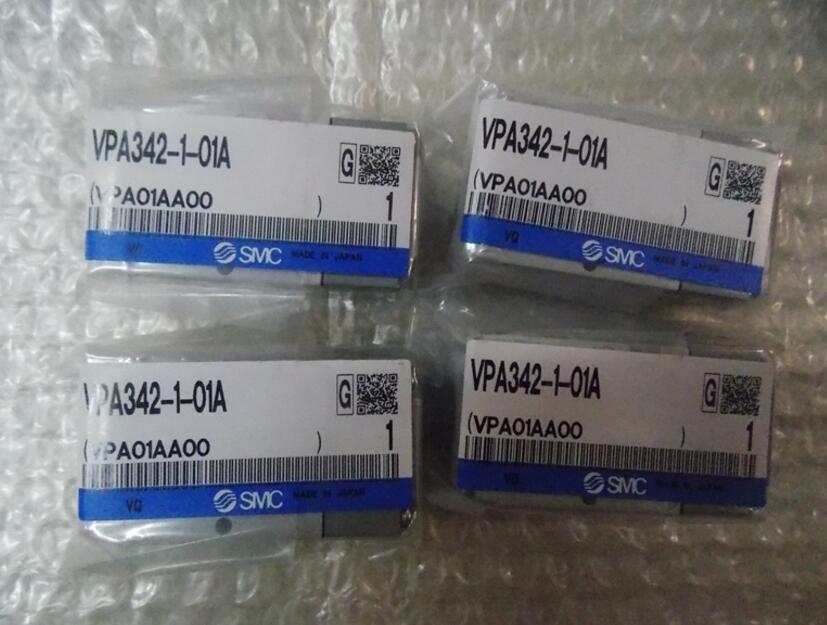 VPA342-1-01A
G
(VPA01AA00 )
1
VQ
SMC
MADE IN JAPAN
VPA342-1-01A
G
(VPA01AA00 )
1
VQ
SMC
MADE IN JAPAN
VPA342-1-01A
G
(VPA01AA00 )
1
VQ
SMC
MADE IN JAPAN
VPA342-1-01A
G
(VPA01AA00 )
1
VQ
SMC
MADE IN JAPAN